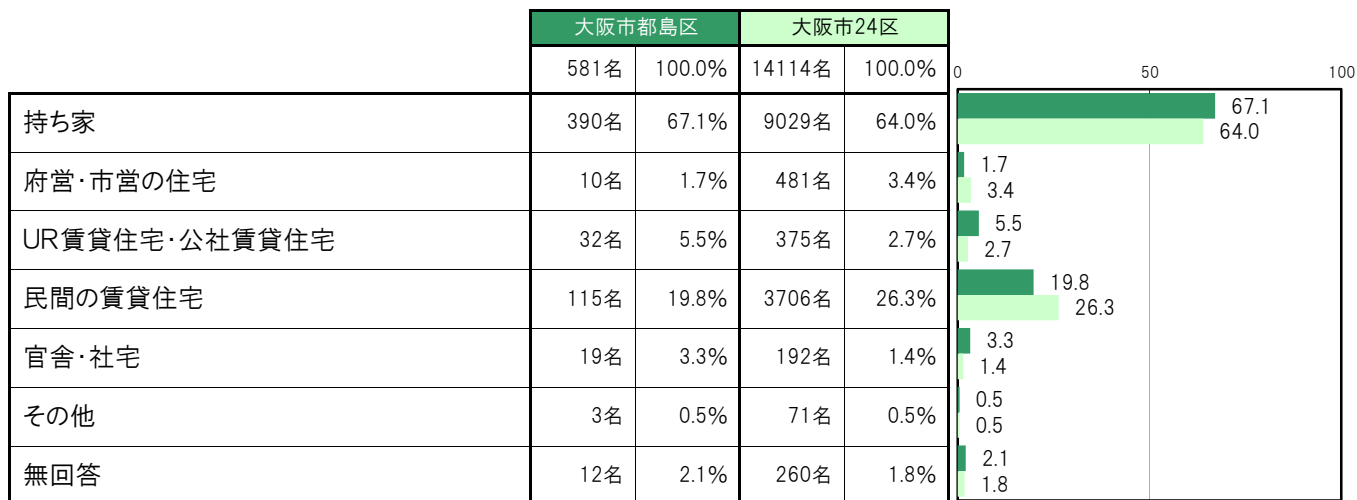 大阪市都島区 大阪市24区
581名 100.0% 14114名 100.0% 0 50 100
持ち家 390名 67.1% 9029名 64.0% 67.1
64.0
府営･市営の住宅 10名 1.7% 481名 3.4% 1.7
3.4
UR賃貸住宅･公社賃貸住宅 32名 5.5% 375名 2.7% 5.5
2.7
民間の賃貸住宅 115名 19.8% 3706名 26.3% 19.8
26.3
官舎･社宅 19名 3.3% 192名 1.4% 3.3
1.4
その他 3名 0.5% 71名 0.5% 0.5
0.5
無回答 12名 2.1% 260名 1.8% 2.1
1.8